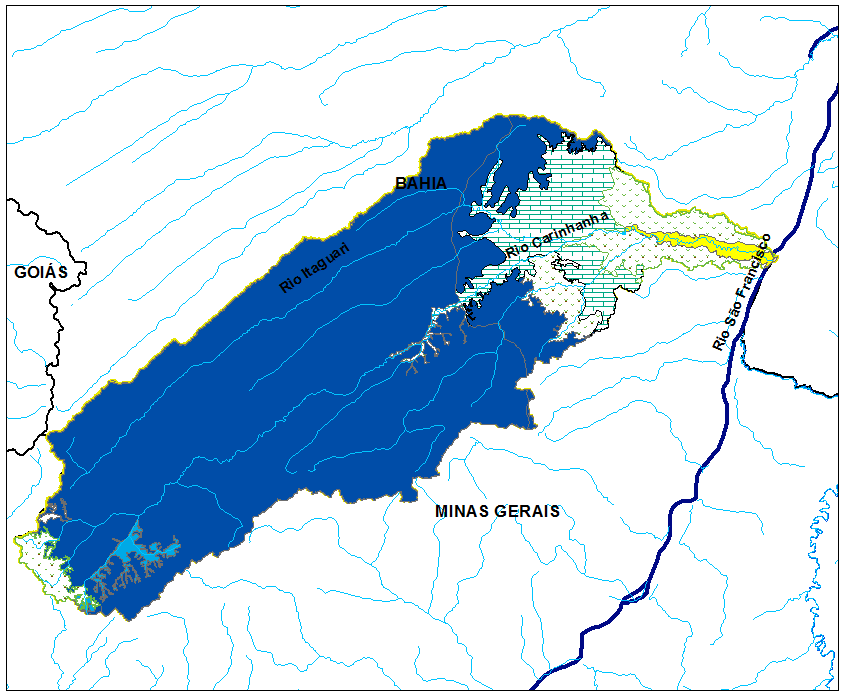 BAHIA
Rio Carinhanha
GOIÁS
Rio Itaguari
Rio São Francisco
MINAS GERAIS